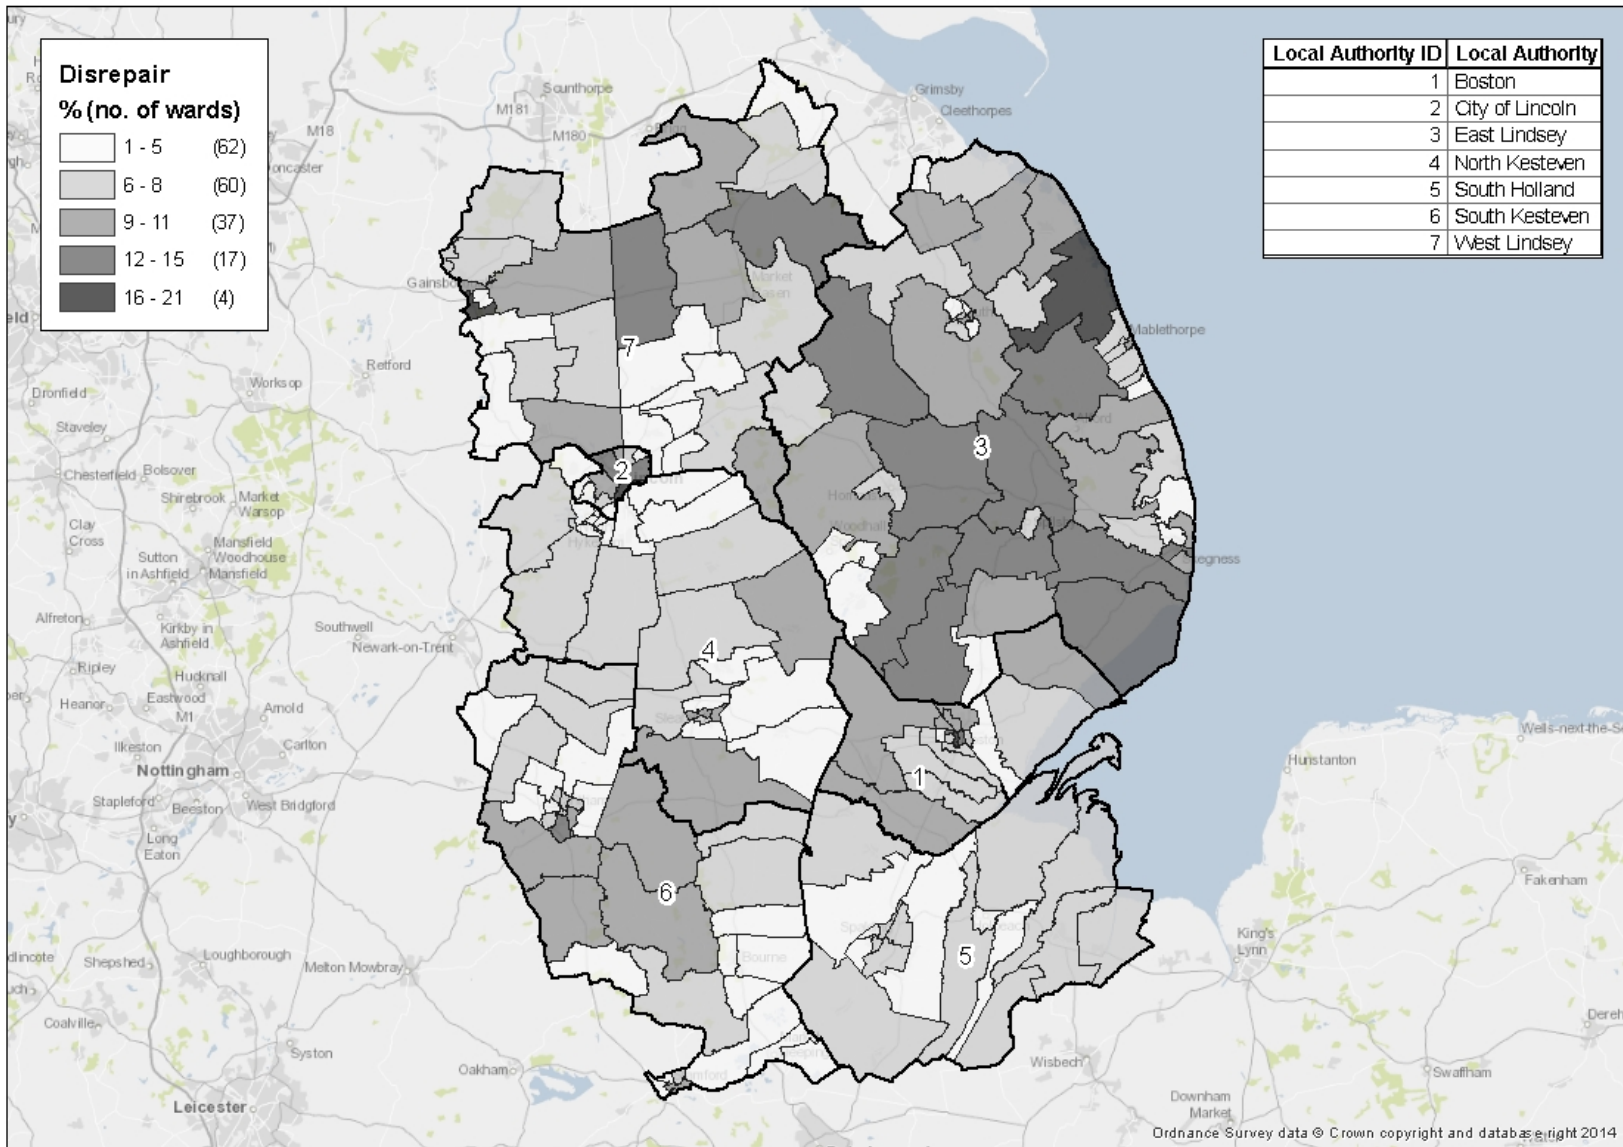 Disrepair
% (no. of wards)
1 - 5 (62)
6 - 8 (60)
9 - 11 (37)
12 - 15 (17)
16 - 21 (4)
Local Authority ID Local Authority
1 Boston
2 City of Lincoln
3 East Lindsey
4 North Kesteven
5 South Holland
6 South Kesteven
7 West Lindsey
Scunthorpe
M181
M180
M18
Grimsby
Cleethorpes
Market
Mablethorpe
Retford
Worksop
Dronfield
Staveley
Chesterfield
Bolsover
Shirebrook
Market
Warsop
Clay
Cross
Sutton
in Ashfield
Mansfield
Woodhouse
Mansfield
Alfreton
Kirkby in
Ashfield
Southwell
Newark-on-Trent
Ripley
Hucknall
Heanor
Eastwood
M1
Arnold
Ilkeston
Carlton
Nottingham
Stapleford
Beeston
West Bridgford
Long
Eaton
Loughborough
Shepshed
Melton Mowbray
Coalville
Syston
Oakham
Leicester
Bourne
Woodhall
Hunstanton
Fakenham
King's
Lynn
Wisbech
Swaffham
Downham
Market
7
2
3
4
1
6
5
Ordnance Survey data © Crown copyright and database right 2014